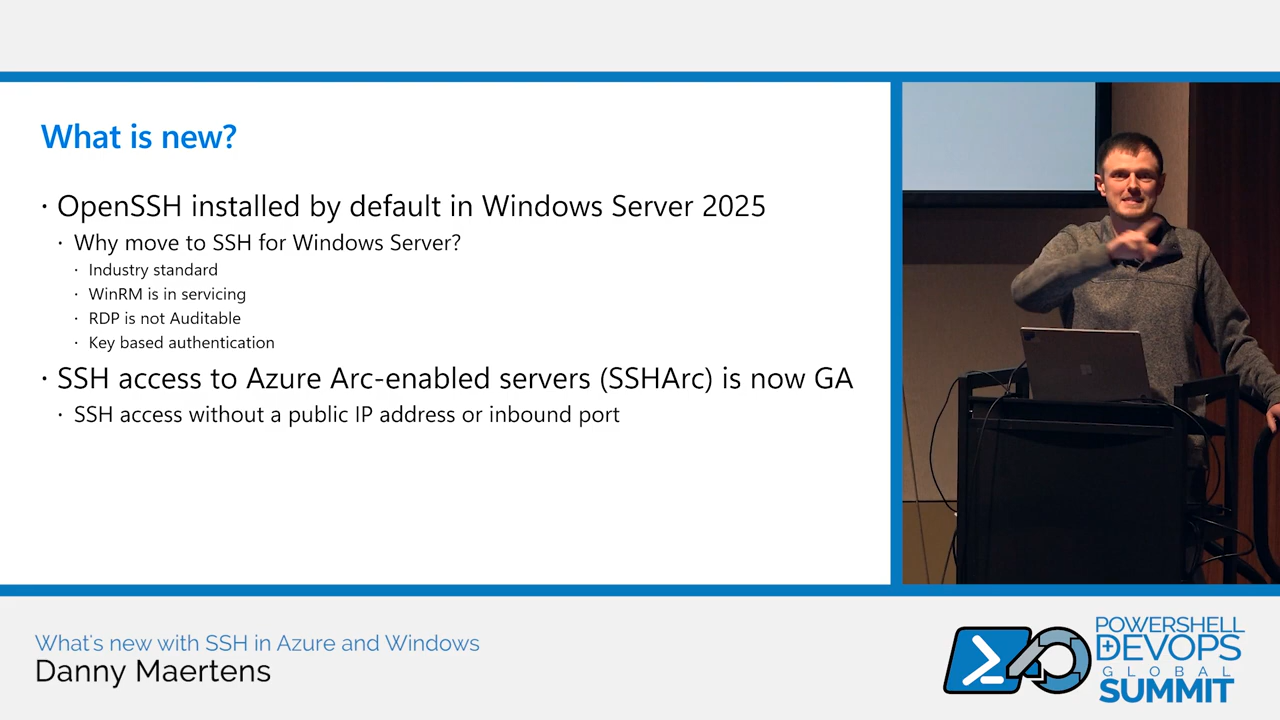 What is new?
· OpenSSH installed by default in Windows Server 2025
· Why move to SSH for Windows Server?
· Industry standard
· WinRM is in servicing
· RDP is not Auditable
· Key based authentication
· SSH access to Azure Arc-enabled servers (SSHArc) is now GA
· SSH access without a public IP address or inbound port
What's new with SSH in Azure and Windows
Danny Maertens
POWERSHELL
DEVOPS
GLOBAL
SUMMIT